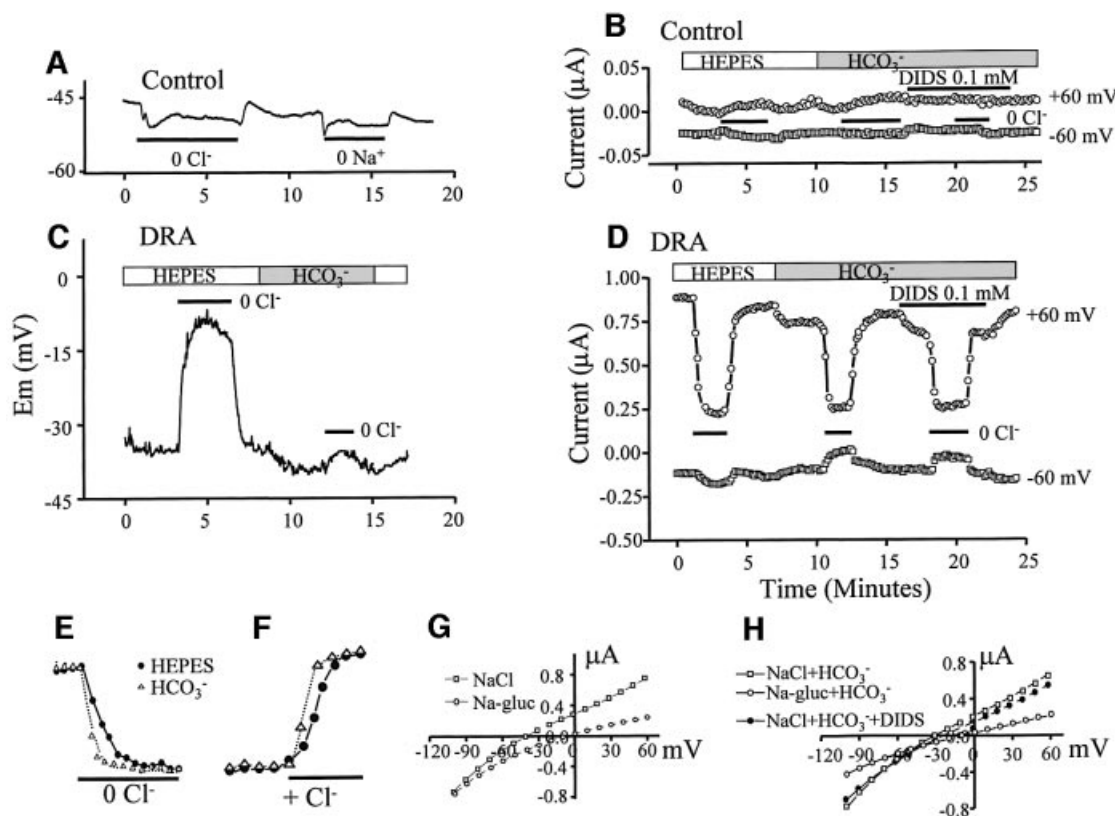 A
Control
-45
-60
0 Cl⁻
0 Na⁺
0 5 10 15 20
B
Control
HEPES
HCO₃⁻
DIDS 0.1 mM
Current (µA)
0.05
0.00
-0.05
+60 mV
0 Cl⁻
-60 mV
0 5 10 15 20 25
C
DRA
HEPES
HCO₃⁻
0 Cl⁻
0 Cl⁻
Em (mV)
0
-15
-30
-45
0 5 10 15 20
D
DRA
HEPES
HCO₃⁻
DIDS 0.1 mM
Current (µA)
1.00
0.75
0.50
0.25
0.00
-0.25
-0.50
+60 mV
0 Cl⁻
-60 mV
0 5 10 15 20 25
Time (Minutes)
E
HEPES
HCO₃⁻
0 Cl⁻
F
+ Cl⁻
G
µA
NaCl
Na-gluc
0.8
0.4
0.0
-0.4
-0.8
-120 -90 -60 -30 0 30 60 mV
H
µA
NaCl+HCO₃⁻
Na-gluc+HCO₃⁻
NaCl+HCO₃⁻+DIDS
0.8
0.4
0.0
-0.4
-0.8
-120 -90 -60 -30 0 30 60 mV